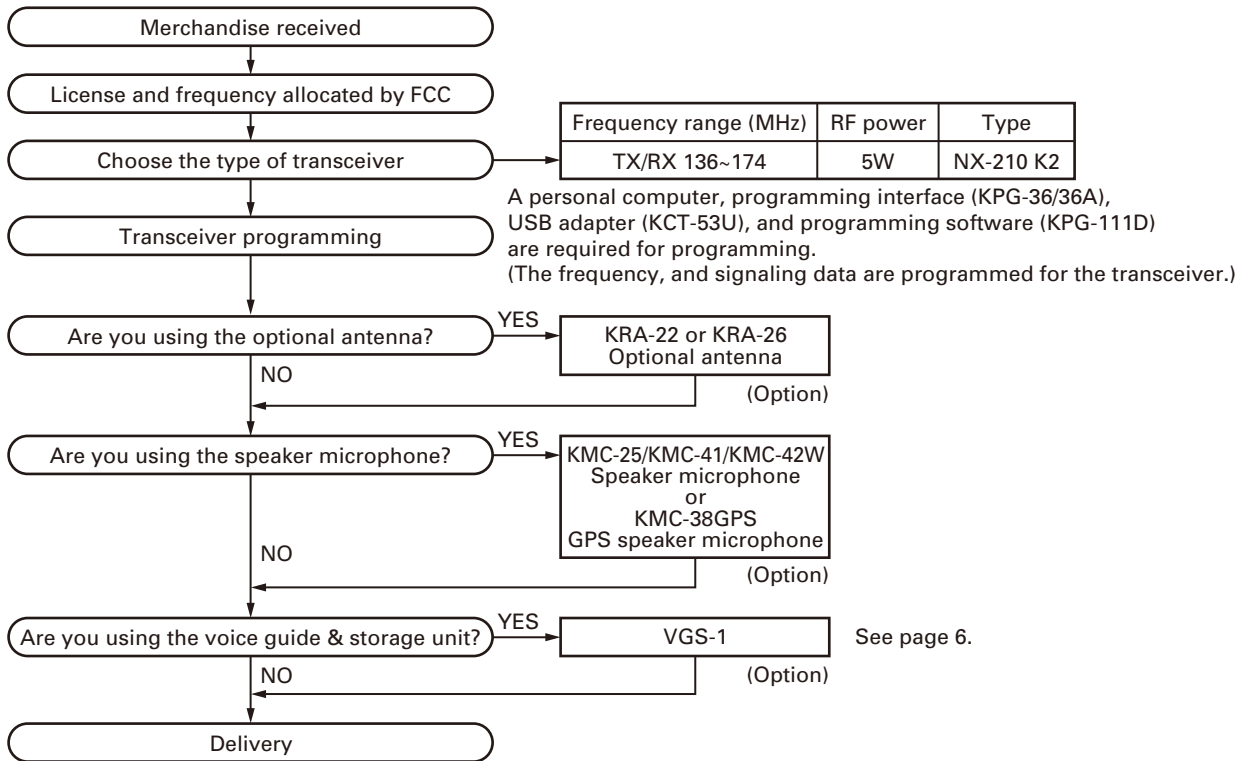 Merchandise received
License and frequency allocated by FCC
Choose the type of transceiver
Frequency range (MHz) RF power Type
TX/RX 136~174 5W NX-210 K2
Transceiver programming
A personal computer, programming interface (KPG-36/36A),
USB adapter (KCT-53U), and programming software (KPG-111D)
are required for programming.
(The frequency, and signaling data are programmed for the transceiver.)
Are you using the optional antenna?
YES
KRA-22 or KRA-26
Optional antenna
(Option)
NO
Are you using the speaker microphone?
YES
KMC-25/KMC-41/KMC-42W
Speaker microphone
or
KMC-38GPS
GPS speaker microphone
(Option)
NO
Are you using the voice guide & storage unit?
YES
VGS-1
See page 6.
(Option)
NO
Delivery